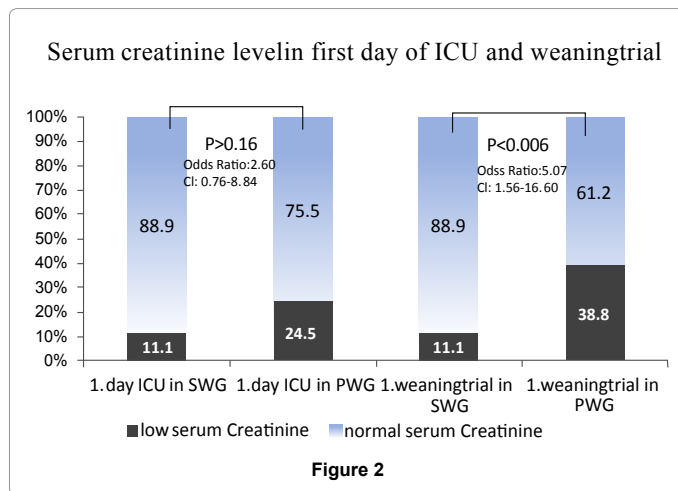 Serum creatinine levelin first day of ICU and weaningtrial
100%
90%
80%
70%
60%
50%
40%
30%
20%
10%
0%
P>0.16
Odds Ratio:2.60
CI: 0.76-8.84
P<0.006
Odss Ratio:5.07
CI: 1.56-16.60
88.9
75.5
88.9
61.2
11.1
24.5
11.1
38.8
1.day ICU in SWG
1.day ICU in PWG
1.weaningtrial in
SWG
1.weaningtrial in
PWG
low serum Creatinine
normal serum Creatinine
Figure 2